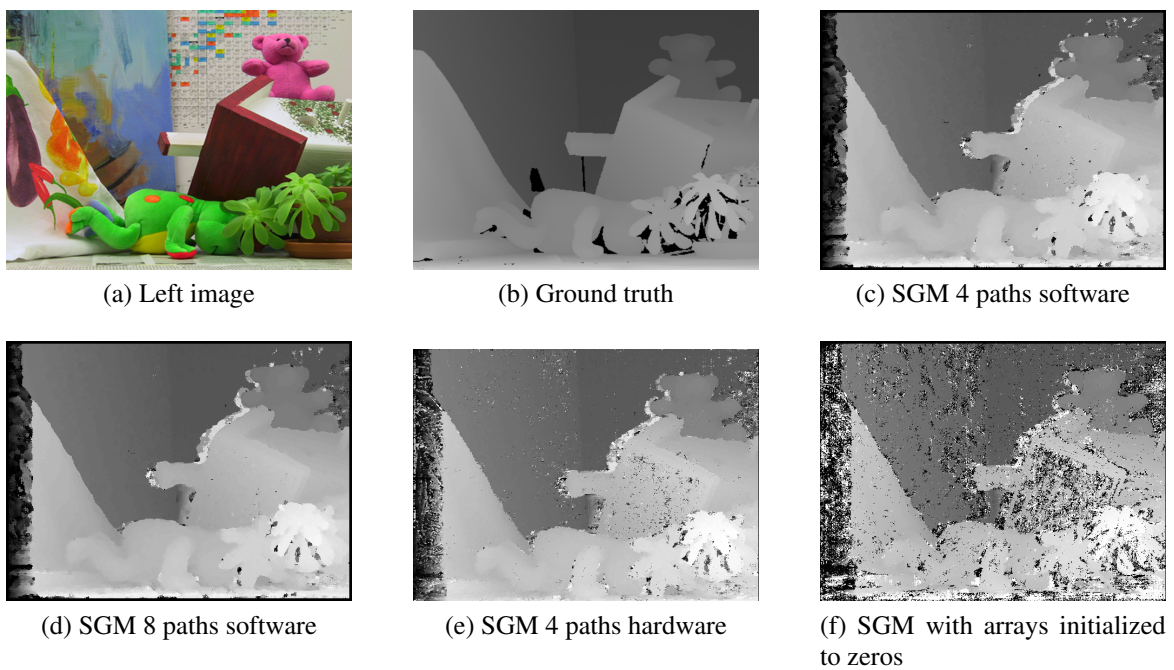 (a) Left image
(b) Ground truth
(c) SGM 4 paths software
(d) SGM 8 paths software
(e) SGM 4 paths hardware
(f) SGM with arrays initialized
to zeros